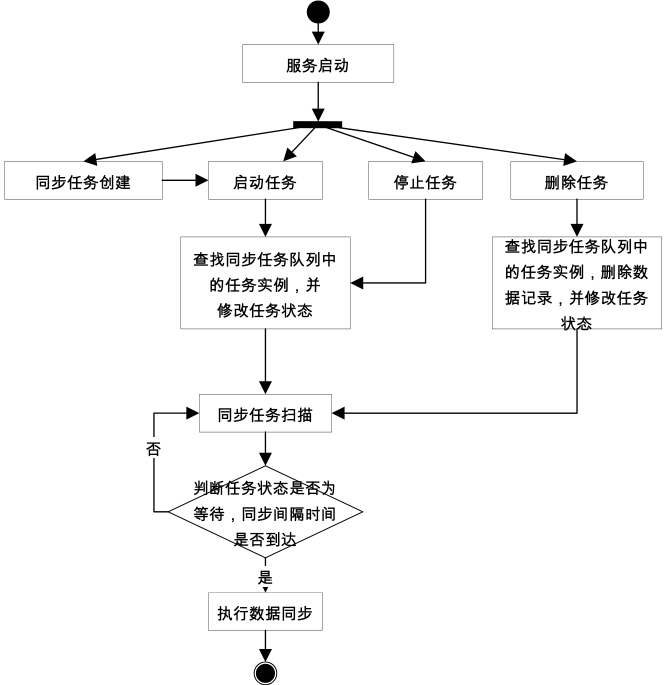 服务启动
同步任务创建
启动任务
停止任务
删除任务
查找同步任务队列中
的任务实例，并
修改任务状态
查找同步任务队列中
的任务实例，删除数
据记录，并修改任务
状态
同步任务扫描
否
判断任务状态是否为
等待，同步间隔时间
是否到达
是
执行数据同步